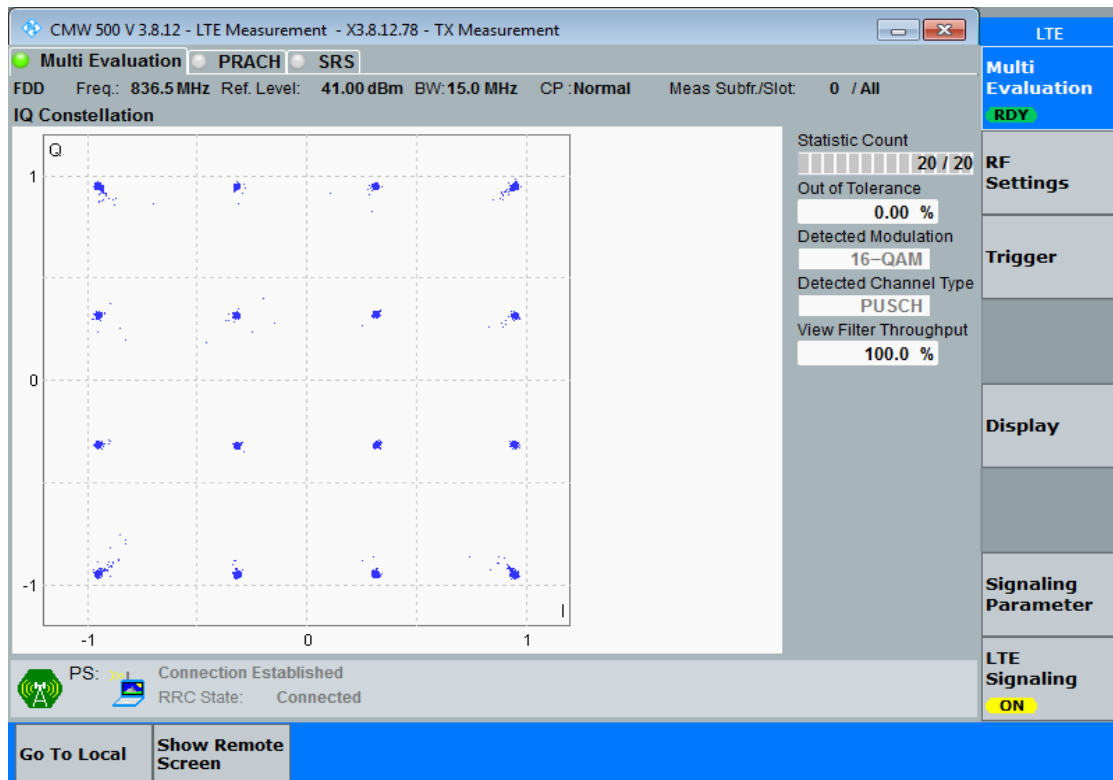 CMW 500 V 3.8.12 - LTE Measurement - X3.8.12.78 - TX Measurement
LTE
Multi Evaluation PRACH SRS
FDD Freq.: 836.5 MHz Ref. Level: 41.00 dBm BW: 15.0 MHz CP : Normal Meas Subfr./Slot: 0 / All
IQ Constellation
Q
1
0
-1
-1 0 1
I
Statistic Count
20 / 20
Out of Tolerance
0.00 %
Detected Modulation
16-QAM
Detected Channel Type
PUSCH
View Filter Throughput
100.0 %
Multi
Evaluation
RDY
RF
Settings
Trigger
Display
Signaling
Parameter
LTE
Signaling
ON
PS: Connection Established
RRC State: Connected
Go To Local
Show Remote
Screen